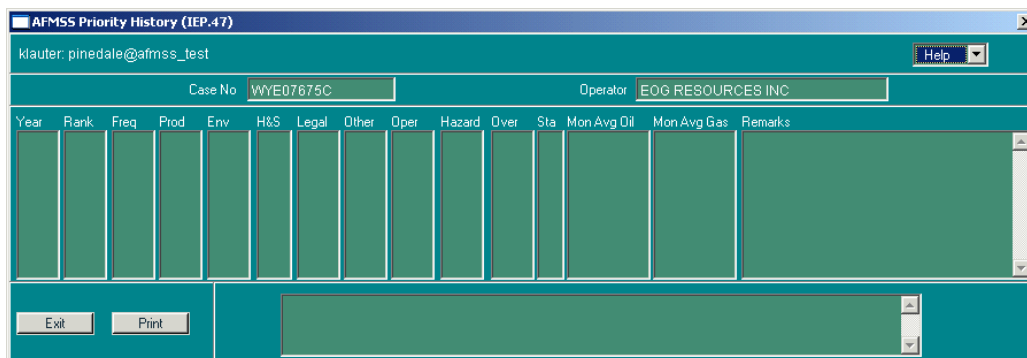 AFMSS Priority History (IEP.47)
klauter: pinedale@afmss_test Help
Case No WYE07675C Operator EOG RESOURCES INC
Year Rank Freq Prod Env H&S Legal Other Oper Hazard Over Sta Mon Avg Oil Mon Avg Gas Remarks
Exit Print